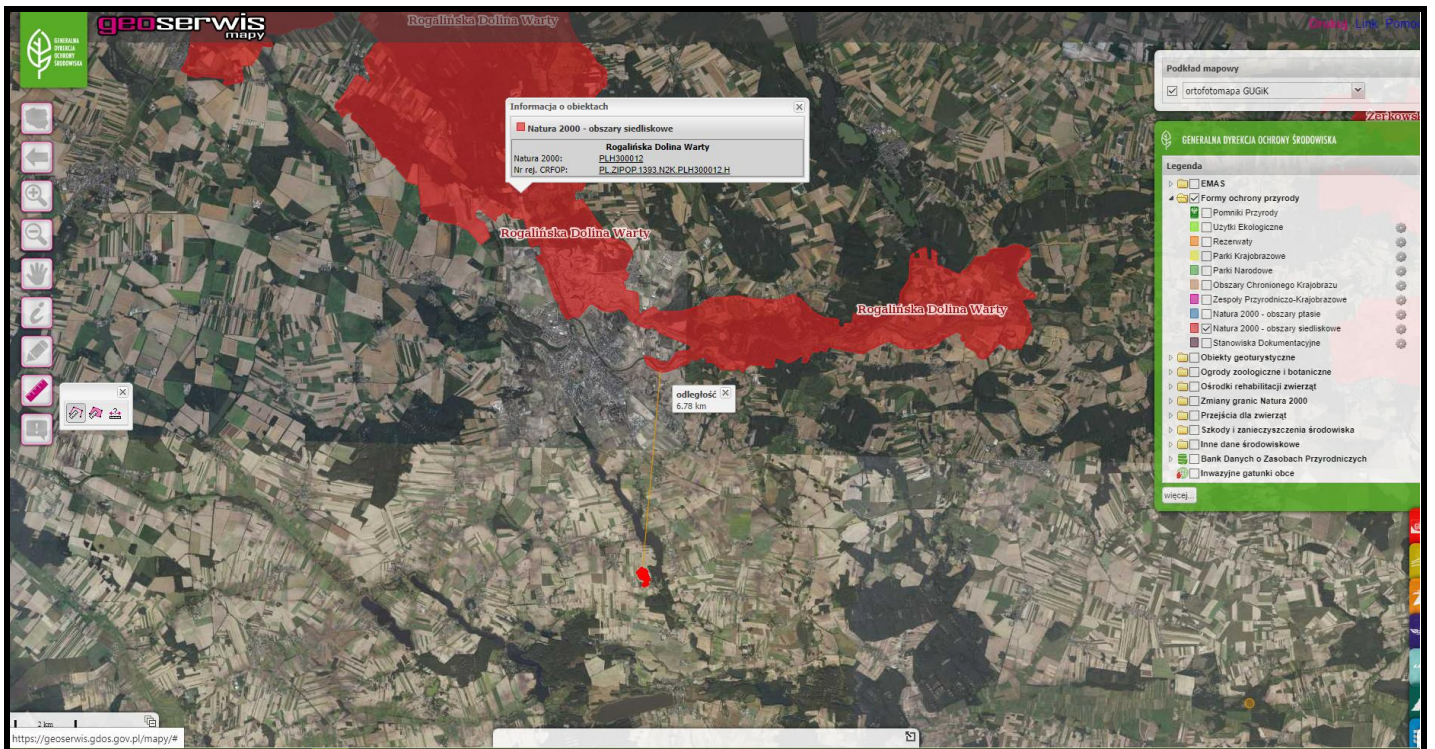 GENERALNA
DYREKCJA
OCHRONY
ŚRODOWISKA
geoserwis
mapy
Rogalińska Dolina Warty
Link Pomo
Informacja o obiektach
Natura 2000 - obszary siedliskowe
Rogalińska Dolina Warty
Natura 2000: PLH300012
Nr rej. CRFOP: PL.ZIPOP.1393.N2K.PLH300012.H
Rogalińska Dolina Warty
Rogalińska Dolina Warty
odległość
6.78 km
Podkład mapowy
ortofotomapa GUGiK
Żerkowsk
GENERALNA DYREKCJA OCHRONY ŚRODOWISKA
Legenda
EMAS
Formy ochrony przyrody
Pomniki Przyrody
Użytki Ekologiczne
Rezerwaty
Parki Krajobrazowe
Parki Narodowe
Obszary Chronionego Krajobrazu
Zespoły Przyrodniczo-Krajobrazowe
Natura 2000 - obszary ptasie
Natura 2000 - obszary siedliskowe
Stanowiska Dokumentacyjne
Obiekty geoturystyczne
Ogrody zoologiczne i botaniczne
Ośrodki rehabilitacji zwierząt
Zmiany granic Natura 2000
Przejścia dla zwierząt
Szkody i zanieczyszczenia środowiska
Inne dane środowiskowe
Bank Danych o Zasobach Przyrodniczych
Inwazyjne gatunki obce
więcej...
2 km
https://geoserwis.gdos.gov.pl/mapy/#